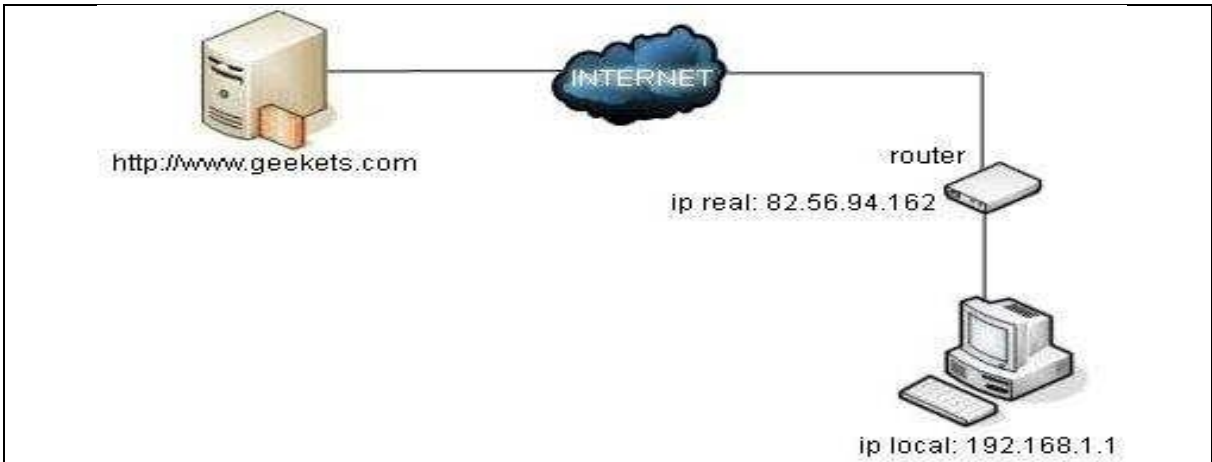 INTERNET
http://www.geekets.com
router
ip real: 82.56.94.162
ip local: 192.168.1.1